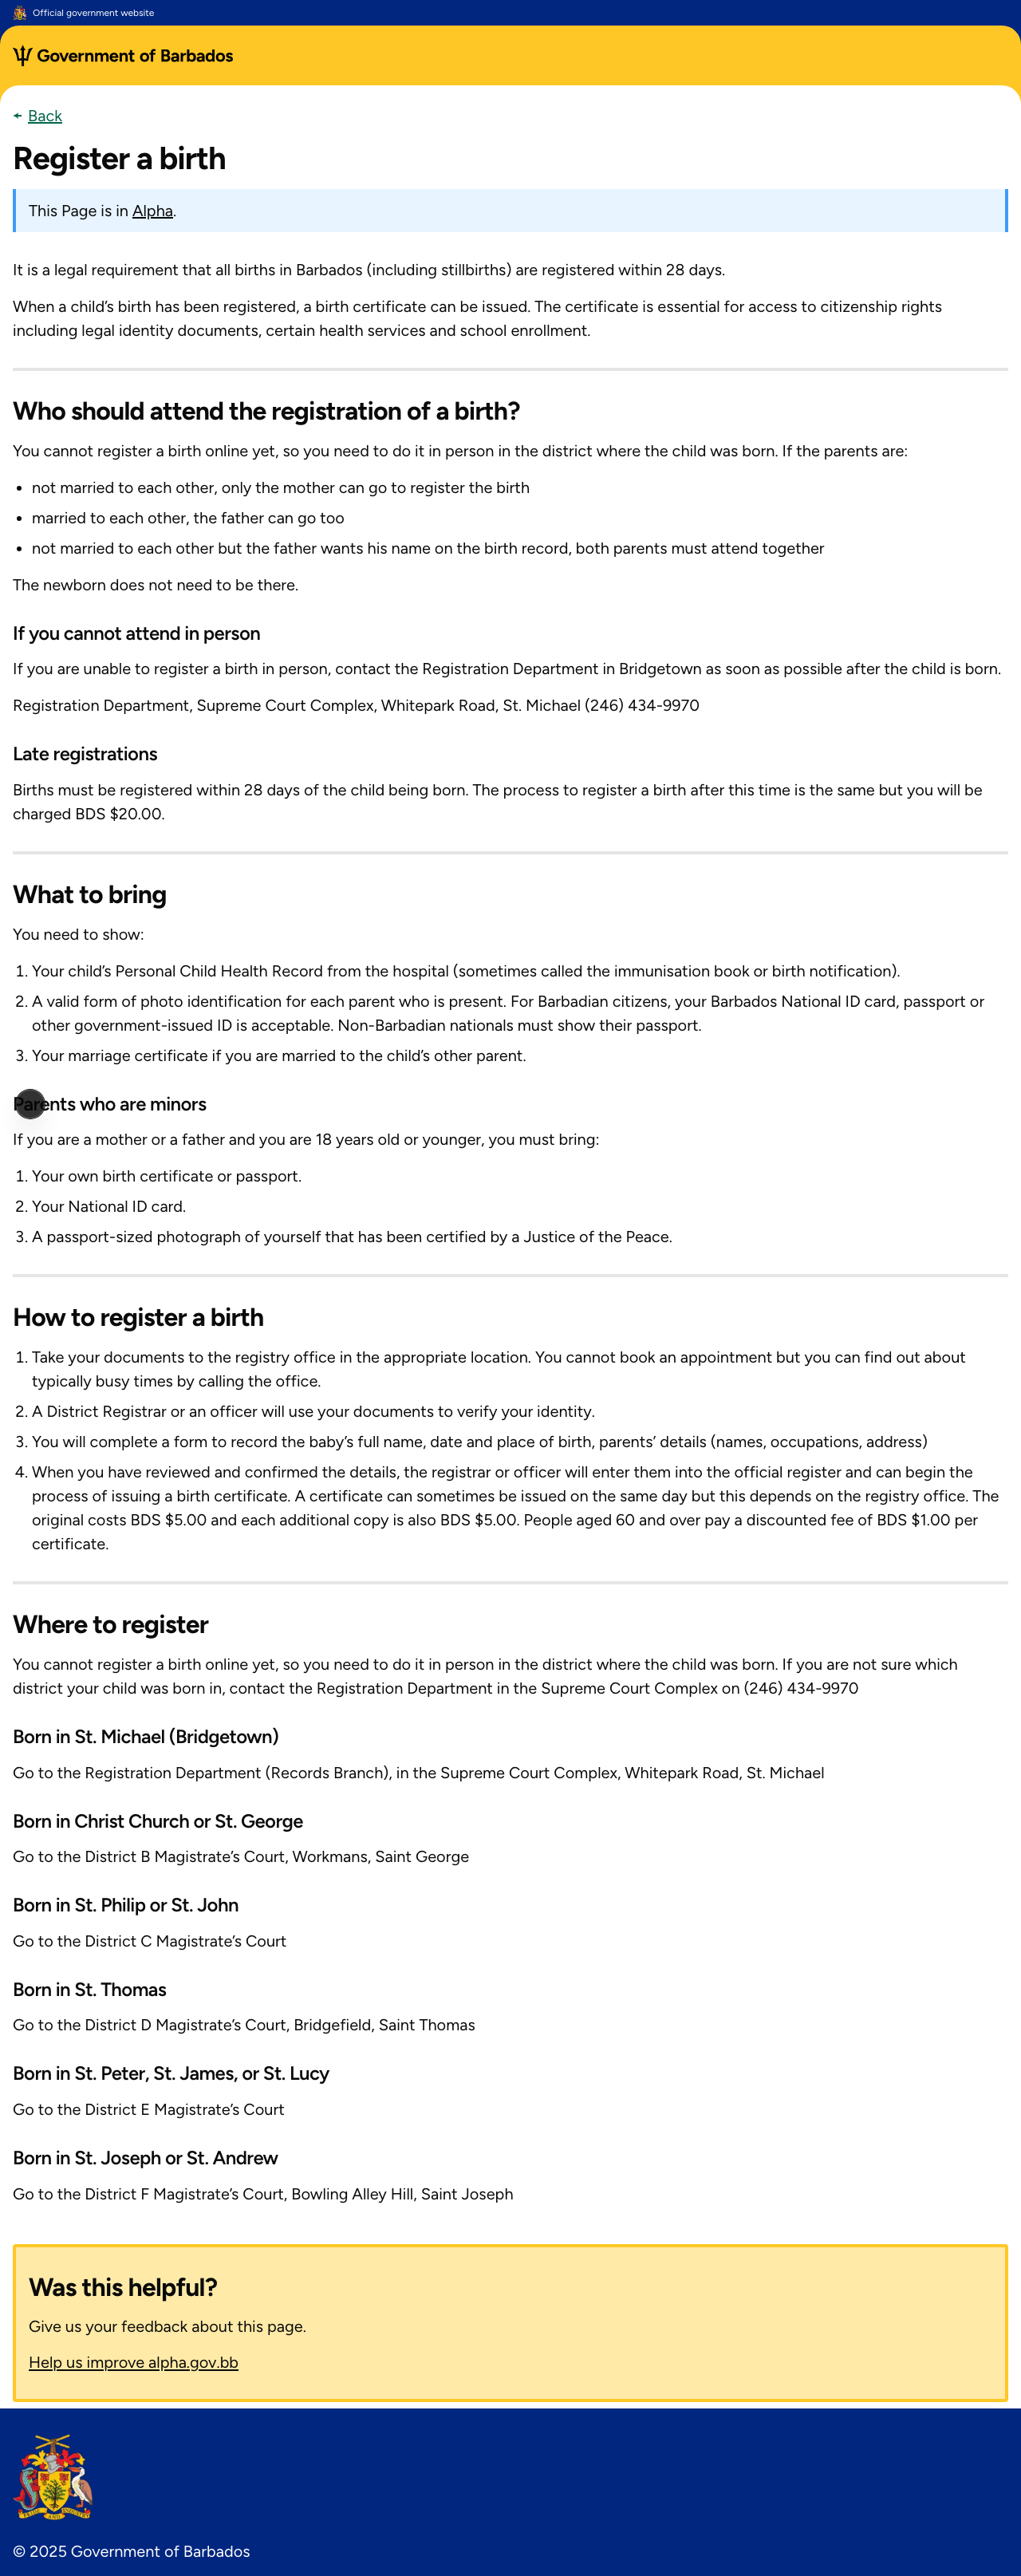 Official government website
Government of Barbados
Back
Register a birth
This Page is in Alpha.
It is a legal requirement that all births in Barbados (including stillbirths) are registered within 28 days.
When a child’s birth has been registered, a birth certificate can be issued. The certificate is essential for access to citizenship rights
including legal identity documents, certain health services and school enrollment.
Who should attend the registration of a birth?
You cannot register a birth online yet, so you need to do it in person in the district where the child was born. If the parents are:
• not married to each other, only the mother can go to register the birth
• married to each other, the father can go too
• not married to each other but the father wants his name on the birth record, both parents must attend together
The newborn does not need to be there.
If you cannot attend in person
If you are unable to register a birth in person, contact the Registration Department in Bridgetown as soon as possible after the child is born.
Registration Department, Supreme Court Complex, Whitepark Road, St. Michael (246) 434-9970
Late registrations
Births must be registered within 28 days of the child being born. The process to register a birth after this time is the same but you will be
charged BDS $20.00.
What to bring
You need to show:
1. Your child’s Personal Child Health Record from the hospital (sometimes called the immunisation book or birth notification).
2. A valid form of photo identification for each parent who is present. For Barbadian citizens, your Barbados National ID card, passport or
other government-issued ID is acceptable. Non-Barbadian nationals must show their passport.
3. Your marriage certificate if you are married to the child’s other parent.
Parents who are minors
If you are a mother or a father and you are 18 years old or younger, you must bring:
1. Your own birth certificate or passport.
2. Your National ID card.
3. A passport-sized photograph of yourself that has been certified by a Justice of the Peace.
How to register a birth
1. Take your documents to the registry office in the appropriate location. You cannot book an appointment but you can find out about
typically busy times by calling the office.
2. A District Registrar or an officer will use your documents to verify your identity.
3. You will complete a form to record the baby’s full name, date and place of birth, parents’ details (names, occupations, address)
4. When you have reviewed and confirmed the details, the registrar or officer will enter them into the official register and can begin the
process of issuing a birth certificate. A certificate can sometimes be issued on the same day but this depends on the registry office. The
original costs BDS $5.00 and each additional copy is also BDS $5.00. People aged 60 and over pay a discounted fee of BDS $1.00 per
certificate.
Where to register
You cannot register a birth online yet, so you need to do it in person in the district where the child was born. If you are not sure which
district your child was born in, contact the Registration Department in the Supreme Court Complex on (246) 434-9970
Born in St. Michael (Bridgetown)
Go to the Registration Department (Records Branch), in the Supreme Court Complex, Whitepark Road, St. Michael
Born in Christ Church or St. George
Go to the District B Magistrate’s Court, Workmans, Saint George
Born in St. Philip or St. John
Go to the District C Magistrate’s Court
Born in St. Thomas
Go to the District D Magistrate’s Court, Bridgefield, Saint Thomas
Born in St. Peter, St. James, or St. Lucy
Go to the District E Magistrate’s Court
Born in St. Joseph or St. Andrew
Go to the District F Magistrate’s Court, Bowling Alley Hill, Saint Joseph
Was this helpful?
Give us your feedback about this page.
Help us improve alpha.gov.bb
PRIDE AND INDUSTRY
© 2025 Government of Barbados